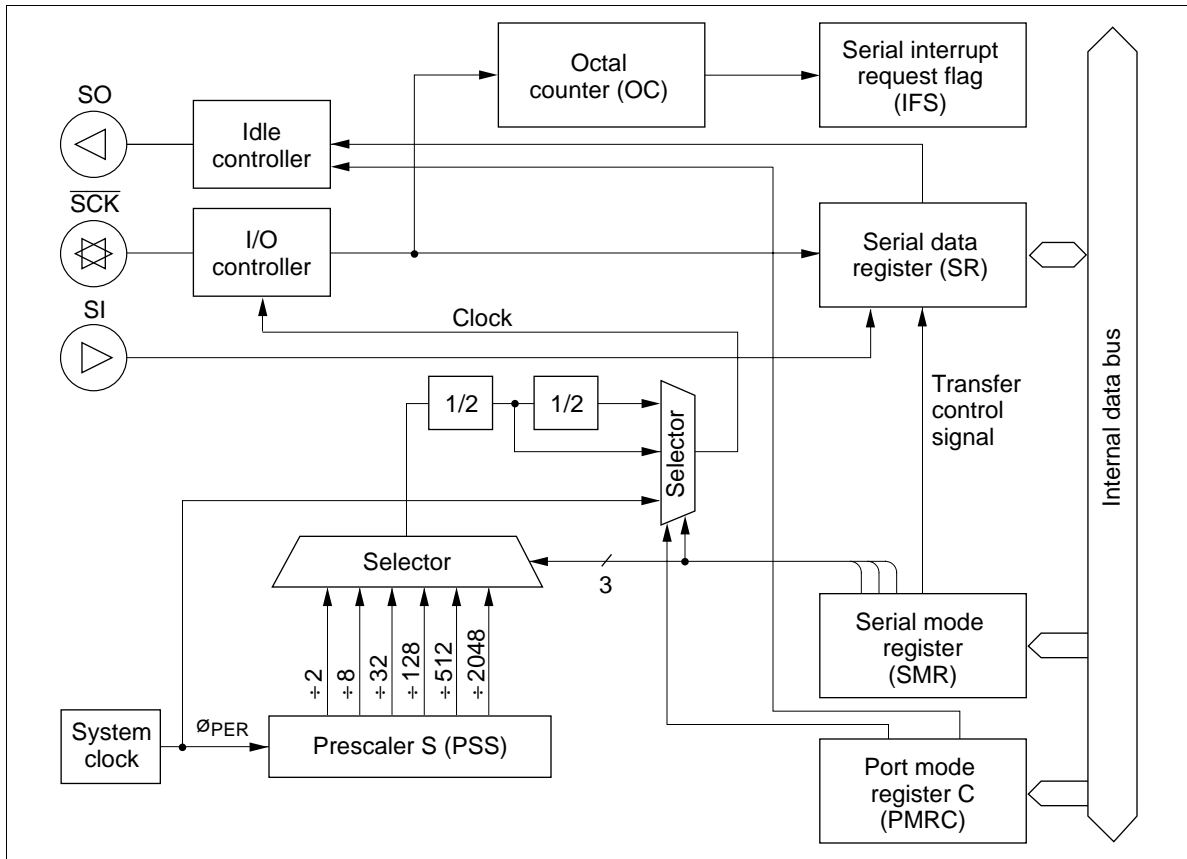 Octal
counter (OC)
Serial interrupt
request flag
(IFS)
SO
Idle
controller
SCK
I/O
controller
Serial data
register (SR)
SI
Clock
Transfer
control
signal
1/2
1/2
Selector
Internal data bus
Selector
3
÷2
÷8
÷32
÷128
÷512
÷2048
Serial mode
register
(SMR)
System
clock
øPER
Prescaler S (PSS)
Port mode
register C
(PMRC)